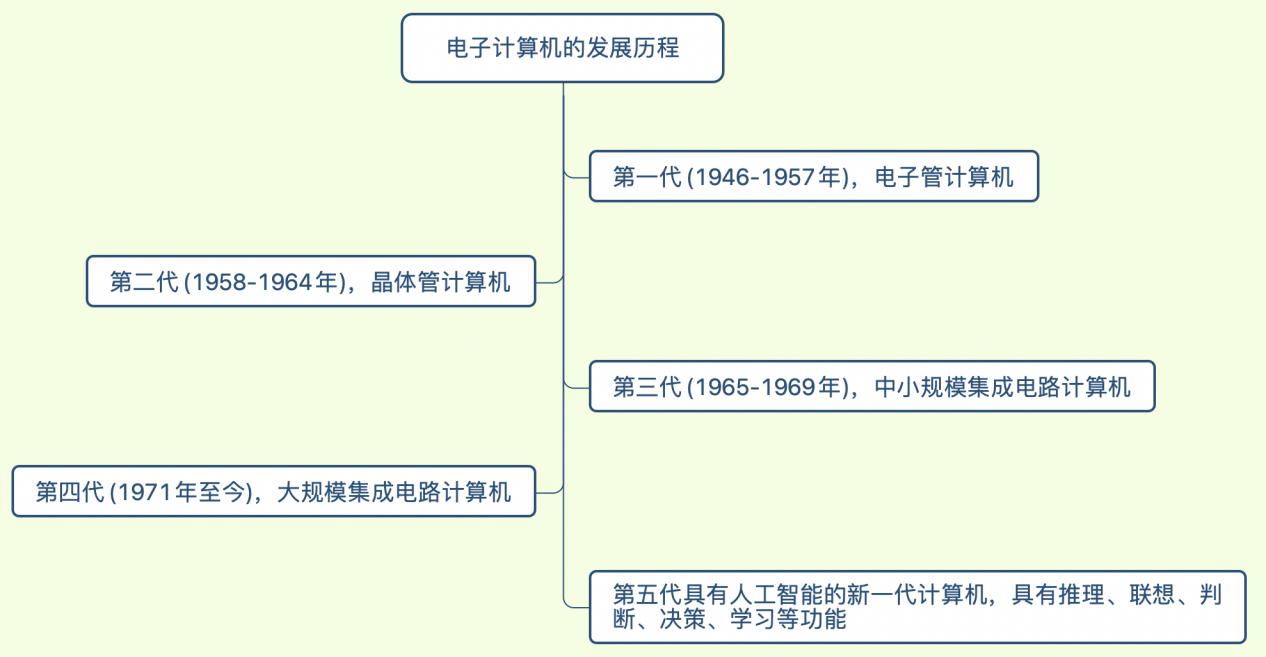 电子计算机的发展历程
第一代(1946-1957年)，电子管计算机
第二代(1958-1964年)，晶体管计算机
第三代(1965-1969年)，中小规模集成电路计算机
第四代(1971年至今)，大规模集成电路计算机
第五代具有人工智能的新一代计算机，具有推理、联想、判
断、决策、学习等功能